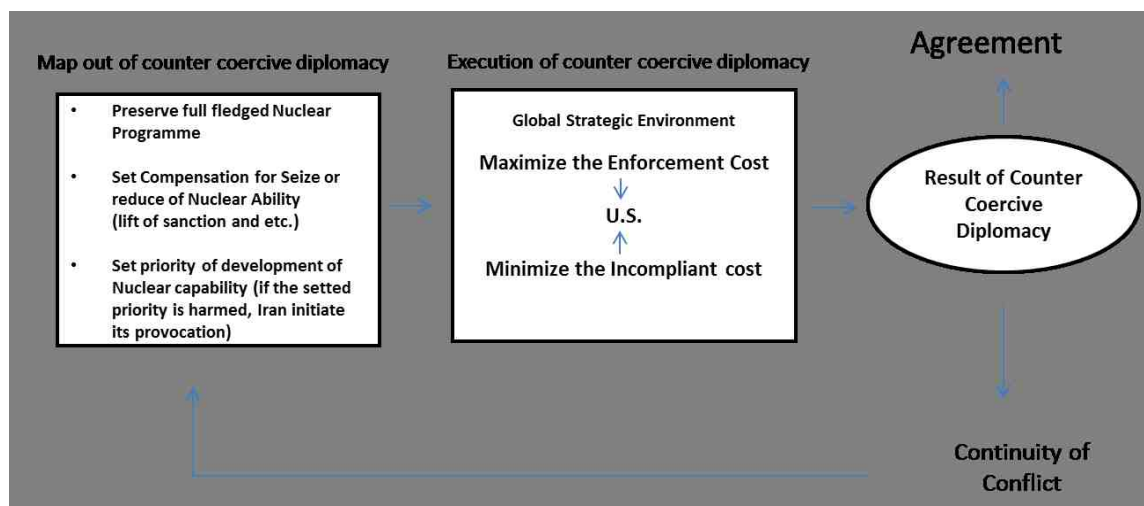 Map out of counter coercive diplomacy
• Preserve full fledged Nuclear
Programme
• Set Compensation for Seize or
reduce of Nuclear Ability
(lift of sanction and etc.)
• Set priority of development of
Nuclear capability (if the setted
priority is harmed, Iran initiate
its provocation)
Execution of counter coercive diplomacy
Global Strategic Environment
Maximize the Enforcement Cost
U.S.
Minimize the Incompliant cost
Agreement
Result of Counter
Coercive
Diplomacy
Continuity of
Conflict